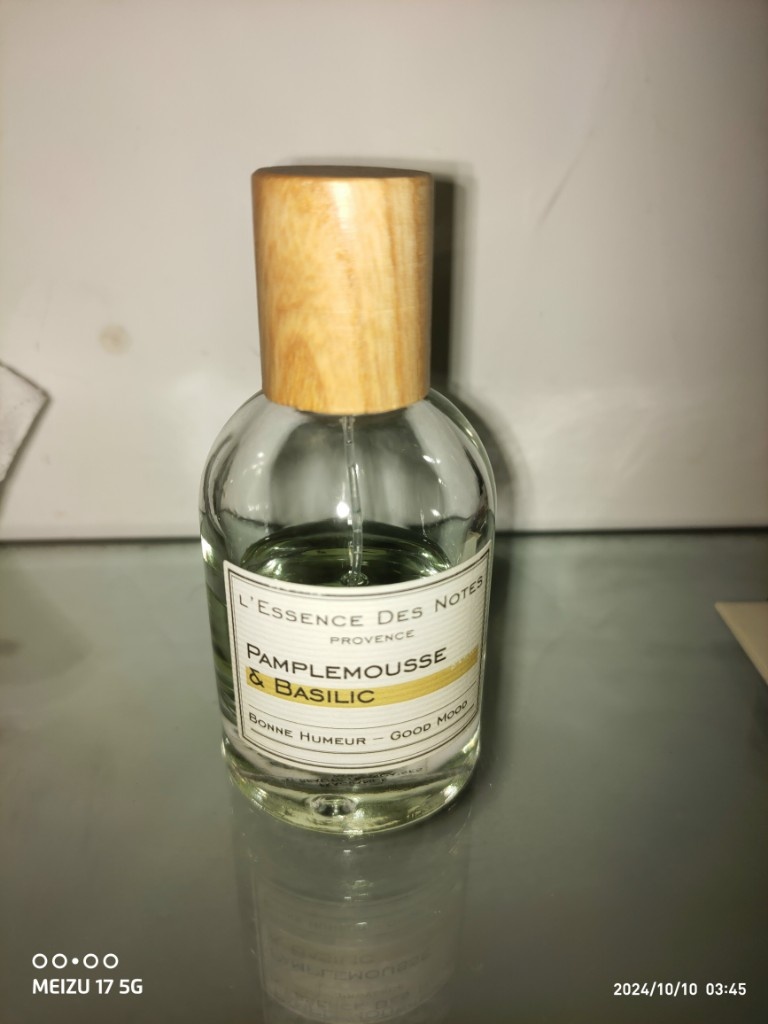 L'ESSENCE DES NOTES
PROVENCE
PAMPLEMOUSSE
& BASILIC
BONNE HUMEUR – GOOD MOOD
MEIZU 17 5G
2024/10/10 03:45